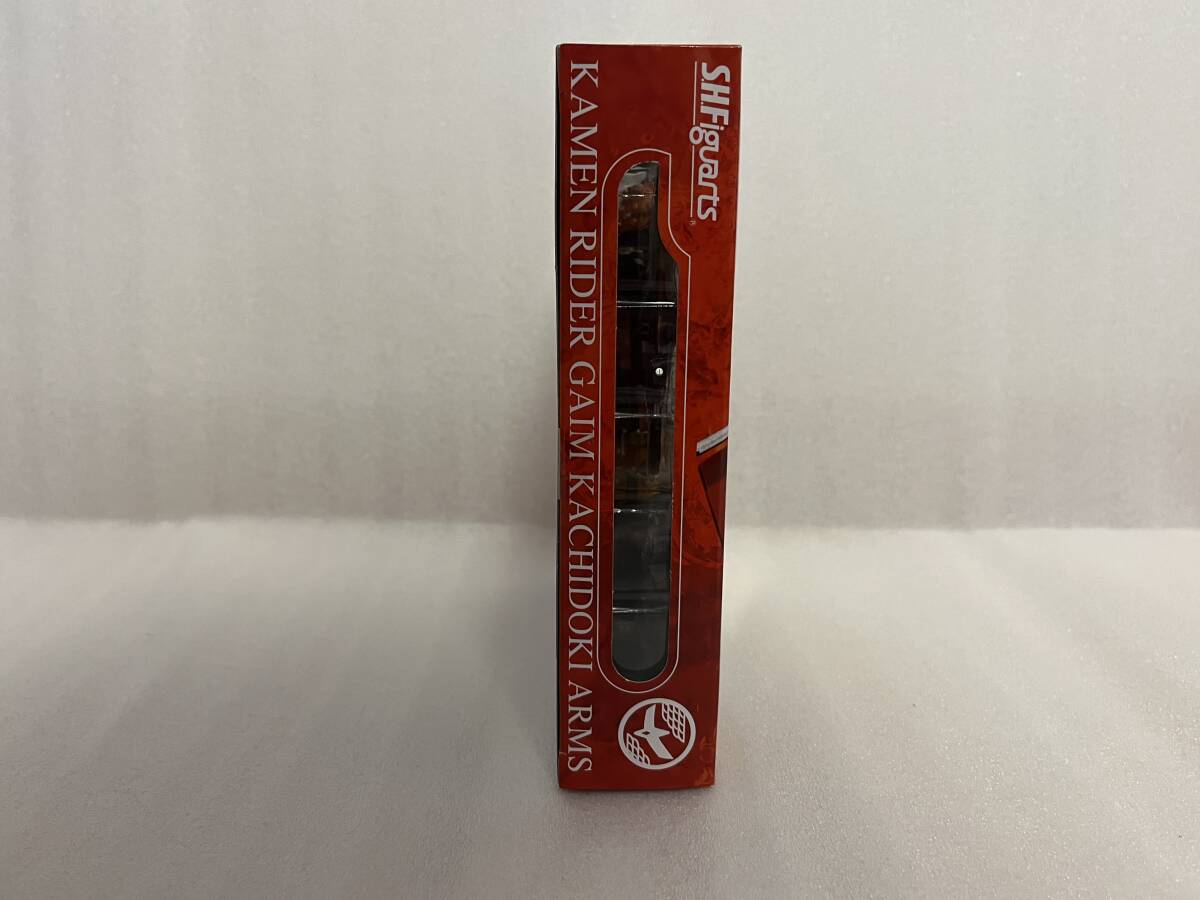 S.H.Figuarts
KAMEN RIDER GAIM KACHIDOKI ARMS